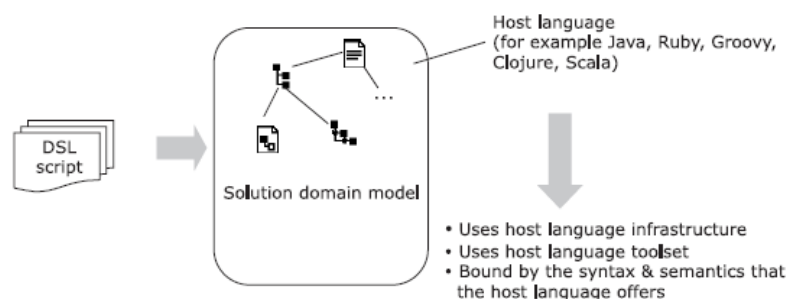 Host language
(for example Java, Ruby, Groovy,
Clojure, Scala)
...
DSL
script
Solution domain model
• Uses host language infrastructure
• Uses host language toolset
• Bound by the syntax & semantics that
the host language offers